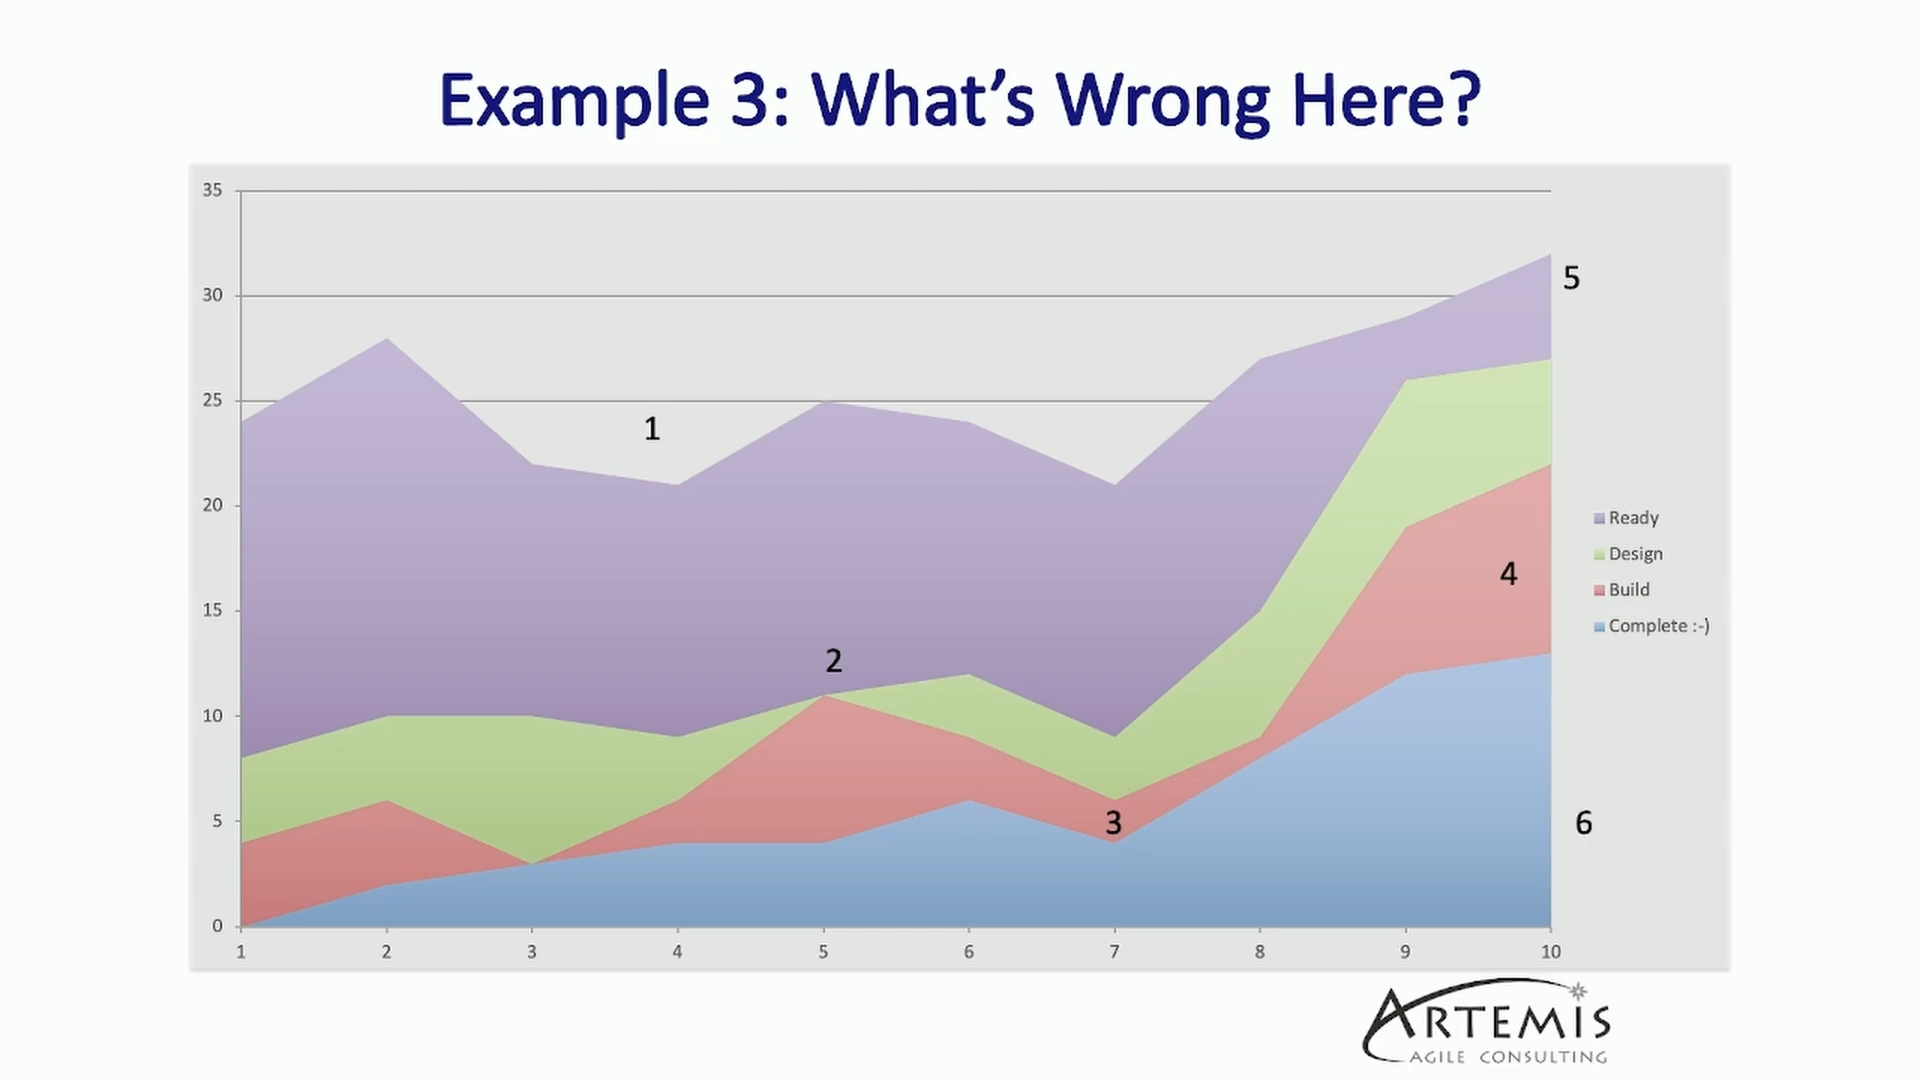 Example 3: What's Wrong Here?
35
30
25
20
15
10
5
0
1
2
3
4
5
6
1 2 3 4 5 6 7 8 9 10
Ready
Design
Build
Complete :-)
ARTEMIS
AGILE CONSULTING